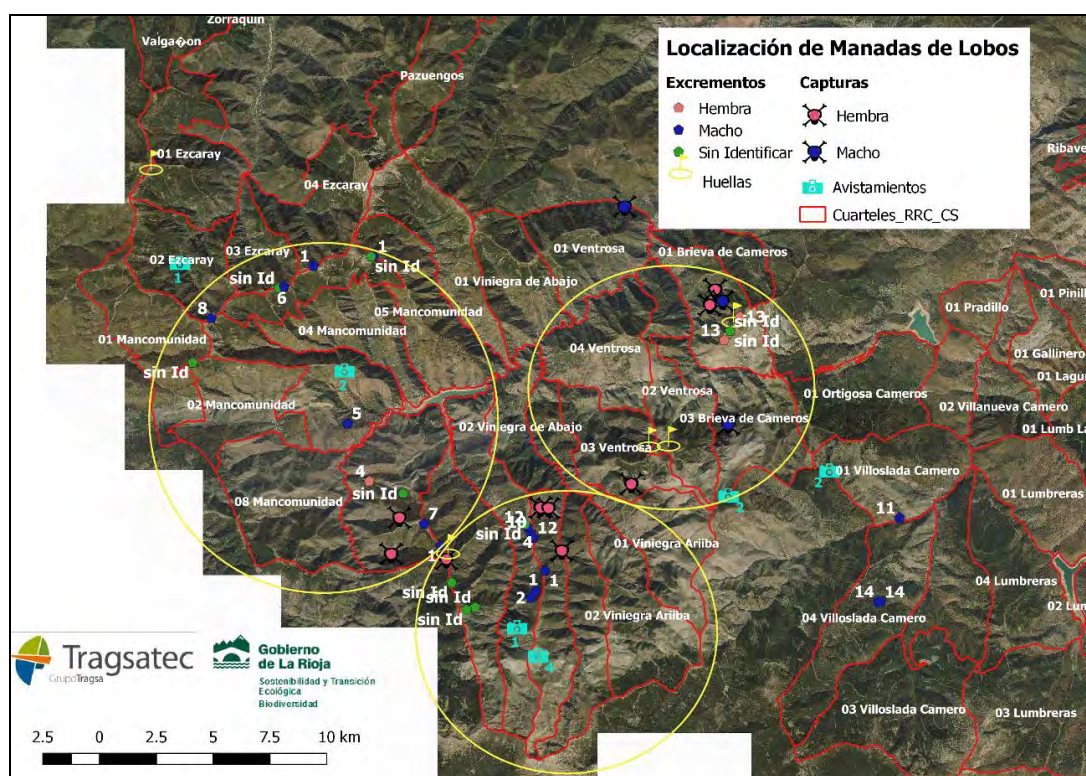 Zorraquín
Valga�on
Pazuengos
01 Ezcaray
04 Ezcaray
03 Ezcaray
02 Ezcaray
1
1
1
sin Id
sin Id
6
8
01 Mancomunidad
04 Mancomunidad
05 Mancomunidad
sin Id
2
02 Mancomunidad
5
4
sin Id
08 Mancomunidad
7
1
01 Ventrosa
01 Brieva de Cameros
01 Viniegra de Abajo
04 Ventrosa
13
sin Id
13
sin Id
02 Ventrosa
02 Viniegra de Abajo
03 Brieva de Cameros
03 Ventrosa
2
12
sin Id
12
4
01 Viniegra Ariiba
sin Id
sin Id
1
1
2
02 Viniegra Ariiba
1
4
Ribave
01 Pinill
01 Pradillo
01 Gallinero
01 Lagun
01 Ortigosa Cameros
02 Villanueva Camero
01 Lumb La
2
01 Villoslada Camero
01 Lumbreras
11
04 Lumbreras
14
14
04 Villoslada Camero
02 Lum
03 Villoslada Camero
03 Lumbreras
Localización de Manadas de Lobos
Excrementos
Hembra
Macho
Sin Identificar
Huellas
Capturas
Hembra
Macho
Avistamientos
Cuarteles_RRC_CS
Tragsatec
GrupoTragsa
Gobierno
de La Rioja
Sostenibilidad y Transición
Ecológica
Biodiversidad
2.5 0 2.5 5 7.5 10 km